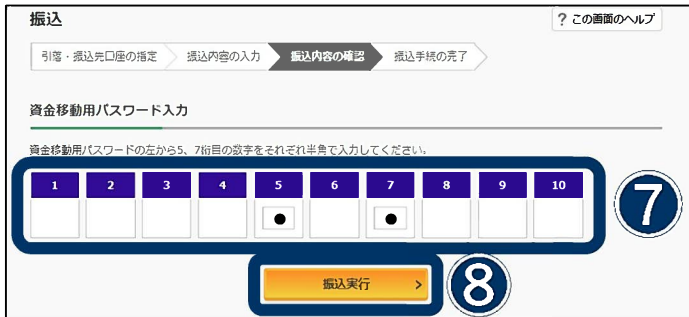 振込
? この画面のヘルプ
引落・振込先口座の指定 振込内容の入力 振込内容の確認 振込手続の完了
資金移動用パスワード入力
資金移動用パスワードの左から5、7桁目の数字をそれぞれ半角で入力してください。
1 2 3 4 5 6 7 8 9 10
● ●
7
振込実行 >
8